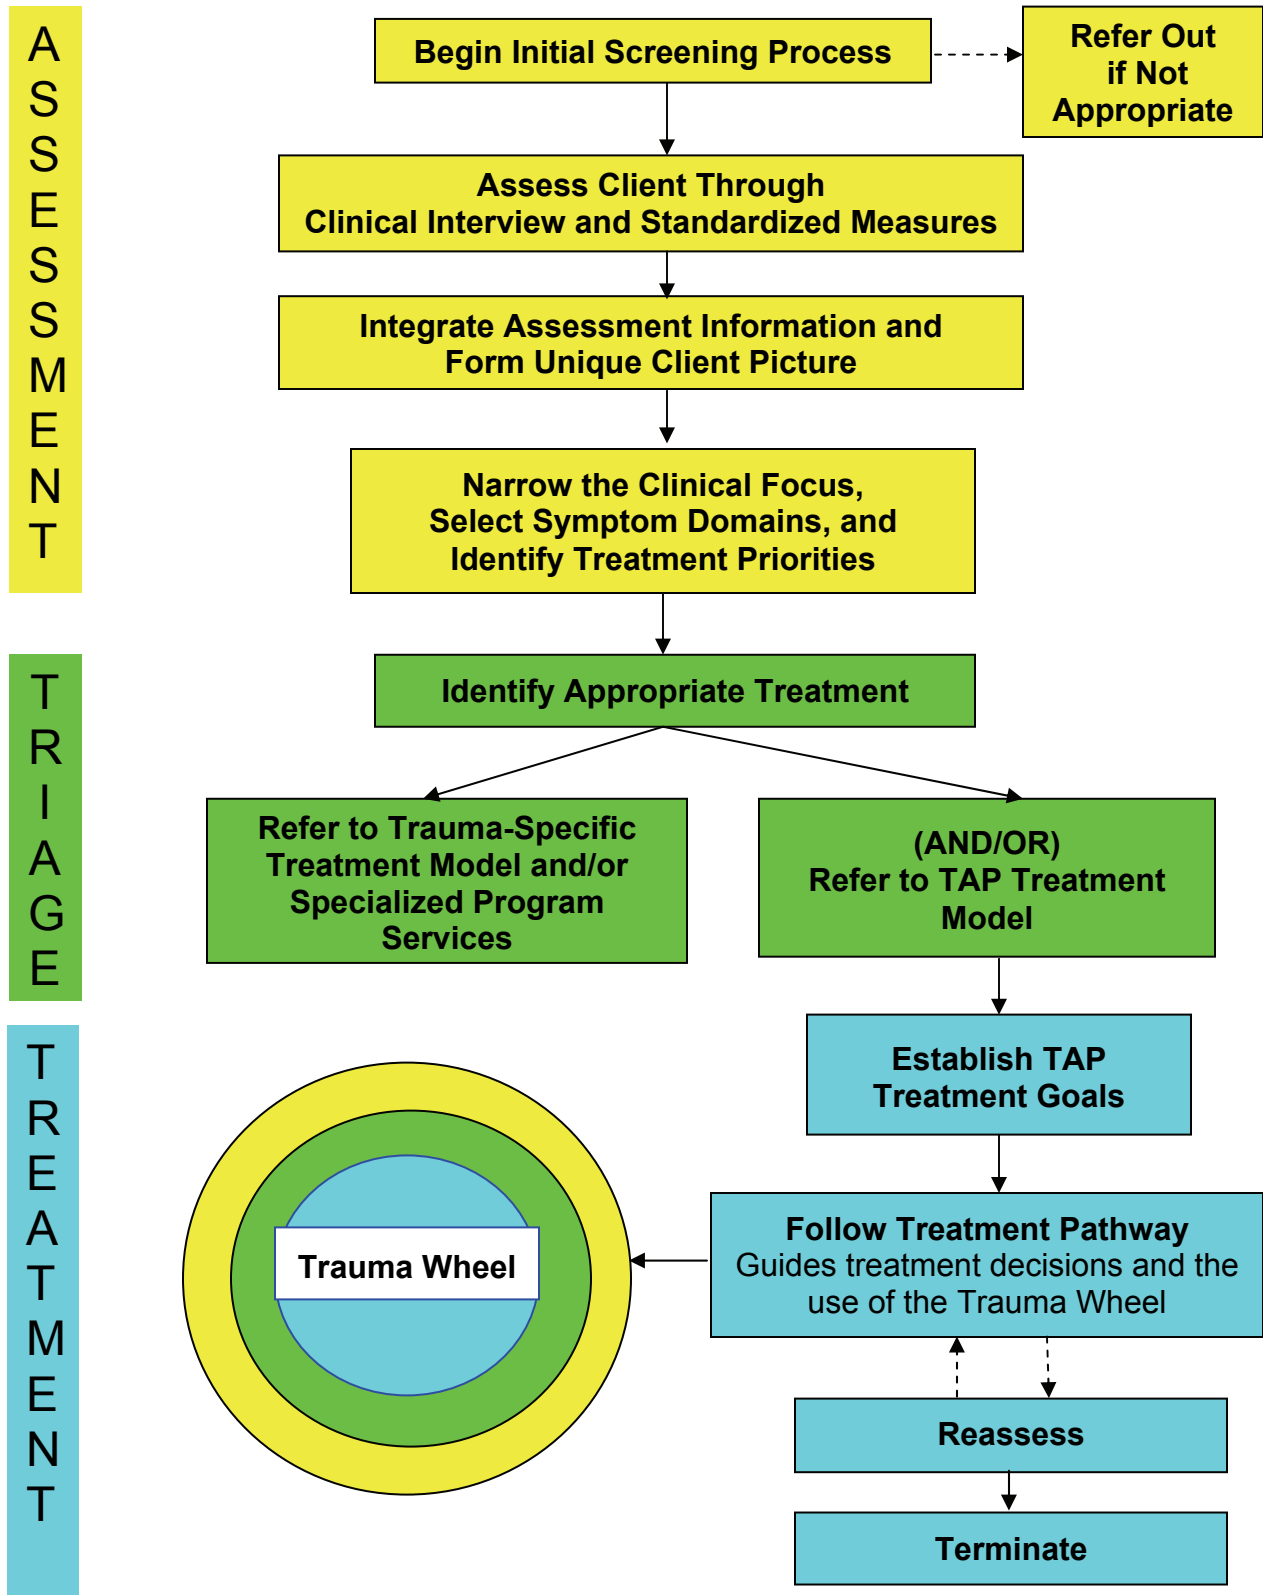 ASSESSMENT
Begin Initial Screening Process
Refer Out
if Not
Appropriate
Assess Client Through
Clinical Interview and Standardized Measures
Integrate Assessment Information and
Form Unique Client Picture
Narrow the Clinical Focus,
Select Symptom Domains, and
Identify Treatment Priorities
TRIAGE
Identify Appropriate Treatment
Refer to Trauma-Specific
Treatment Model and/or
Specialized Program
Services
(AND/OR)
Refer to TAP Treatment
Model
TREATMENT
Establish TAP
Treatment Goals
Follow Treatment Pathway
Guides treatment decisions and the
use of the Trauma Wheel
Trauma Wheel
Reassess
Terminate